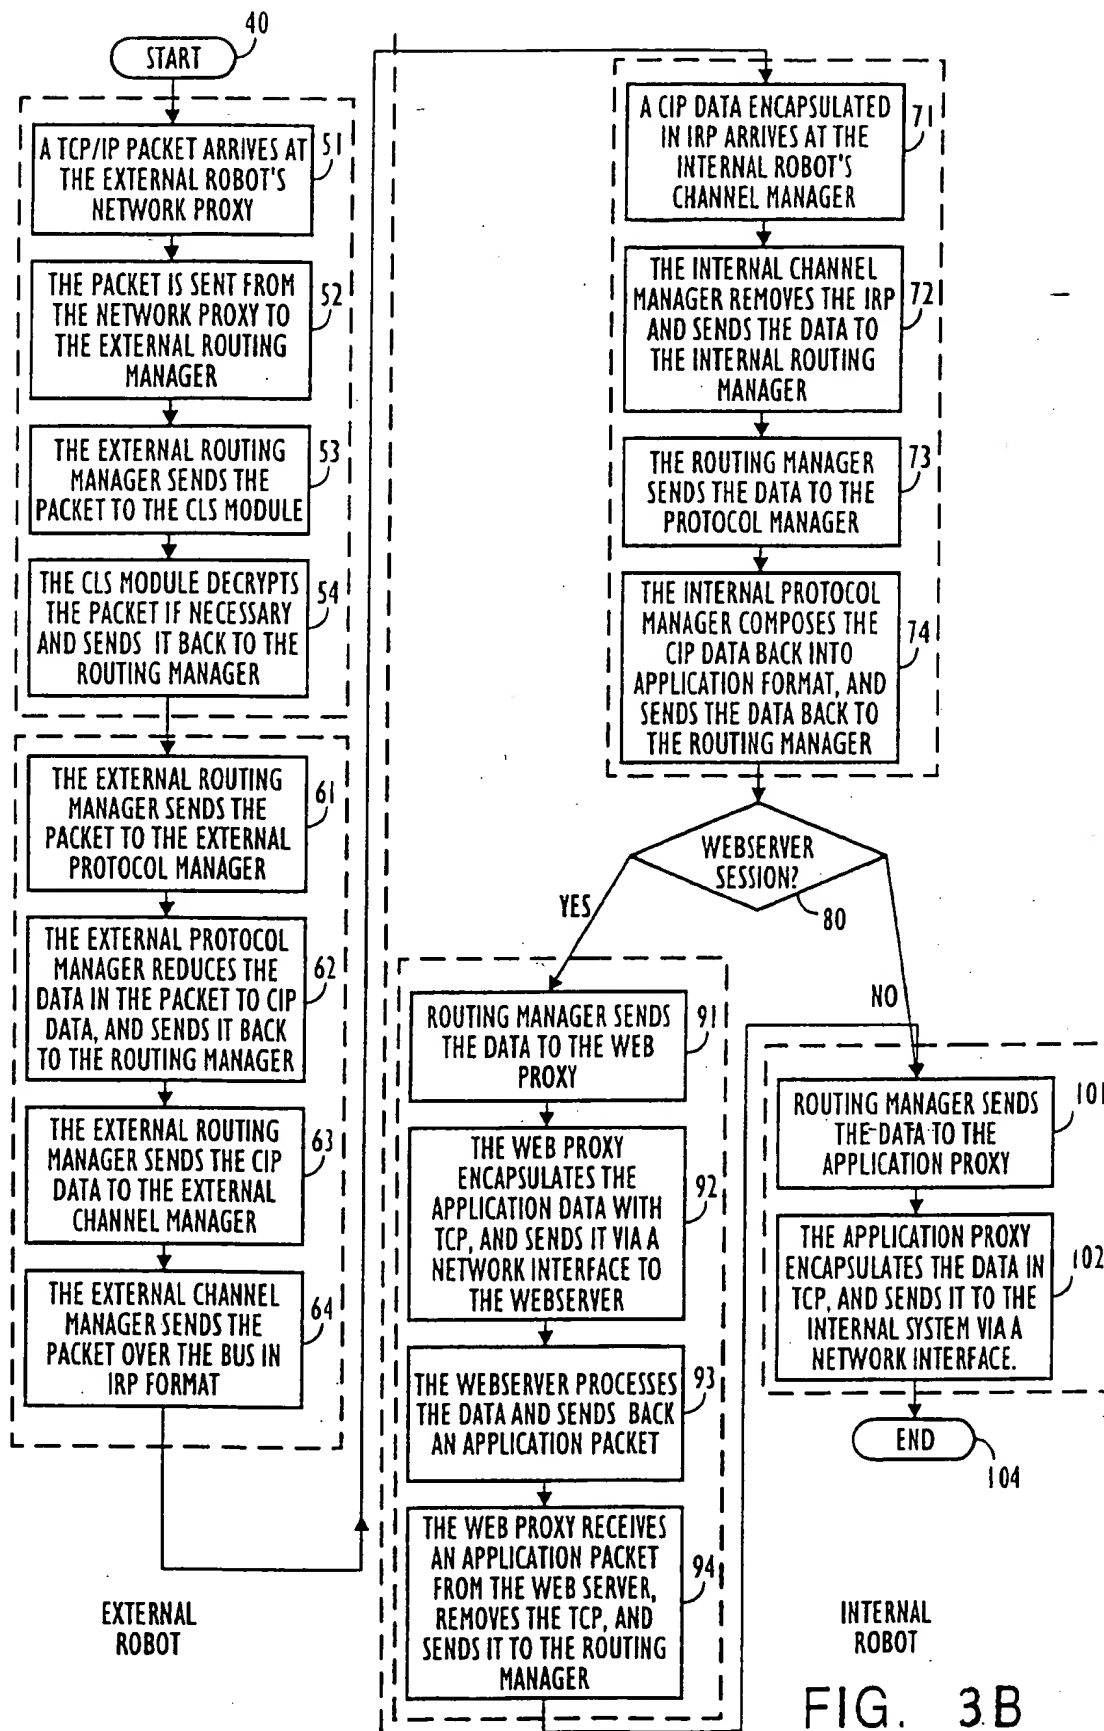 START
40
A TCP/IP PACKET ARRIVES AT
THE EXTERNAL ROBOT'S
NETWORK PROXY
51
THE PACKET IS SENT FROM
THE NETWORK PROXY TO
THE EXTERNAL ROUTING
MANAGER
52
THE EXTERNAL ROUTING
MANAGER SENDS THE
PACKET TO THE CLS MODULE
53
THE CLS MODULE DECRYPTS
THE PACKET IF NECESSARY
AND SENDS IT BACK TO THE
ROUTING MANAGER
54
THE EXTERNAL ROUTING
MANAGER SENDS THE
PACKET TO THE EXTERNAL
PROTOCOL MANAGER
61
THE EXTERNAL PROTOCOL
MANAGER REDUCES THE
DATA IN THE PACKET TO CIP
DATA, AND SENDS IT BACK
TO THE ROUTING MANAGER
62
THE EXTERNAL ROUTING
MANAGER SENDS THE CIP
DATA TO THE EXTERNAL
CHANNEL MANAGER
63
THE EXTERNAL CHANNEL
MANAGER SENDS THE
PACKET OVER THE BUS IN
IRP FORMAT
64
EXTERNAL
ROBOT
A CIP DATA ENCAPSULATED
IN IRP ARRIVES AT THE
INTERNAL ROBOT'S
CHANNEL MANAGER
71
THE INTERNAL CHANNEL
MANAGER REMOVES THE IRP
AND SENDS THE DATA TO
THE INTERNAL ROUTING
MANAGER
72
THE ROUTING MANAGER
SENDS THE DATA TO THE
PROTOCOL MANAGER
73
THE INTERNAL PROTOCOL
MANAGER COMPOSES THE
CIP DATA BACK INTO
APPLICATION FORMAT, AND
SENDS THE DATA BACK TO
THE ROUTING MANAGER
74
WEBSERVER
SESSION?
80
YES
NO
ROUTING MANAGER SENDS
THE DATA TO THE WEB
PROXY
91
THE WEB PROXY
ENCAPSULATES THE
APPLICATION DATA WITH
TCP, AND SENDS IT VIA A
NETWORK INTERFACE TO
THE WEBSERVER
92
THE WEBSERVER PROCESSES
THE DATA AND SENDS BACK
AN APPLICATION PACKET
93
THE WEB PROXY RECEIVES
AN APPLICATION PACKET
FROM THE WEB SERVER,
REMOVES THE TCP, AND
SENDS IT TO THE ROUTING
MANAGER
94
ROUTING MANAGER SENDS
THE DATA TO THE
APPLICATION PROXY
101
THE APPLICATION PROXY
ENCAPSULATES THE DATA IN
TCP, AND SENDS IT TO THE
INTERNAL SYSTEM VIA A
NETWORK INTERFACE.
102
END
104
INTERNAL
ROBOT
FIG. 3B